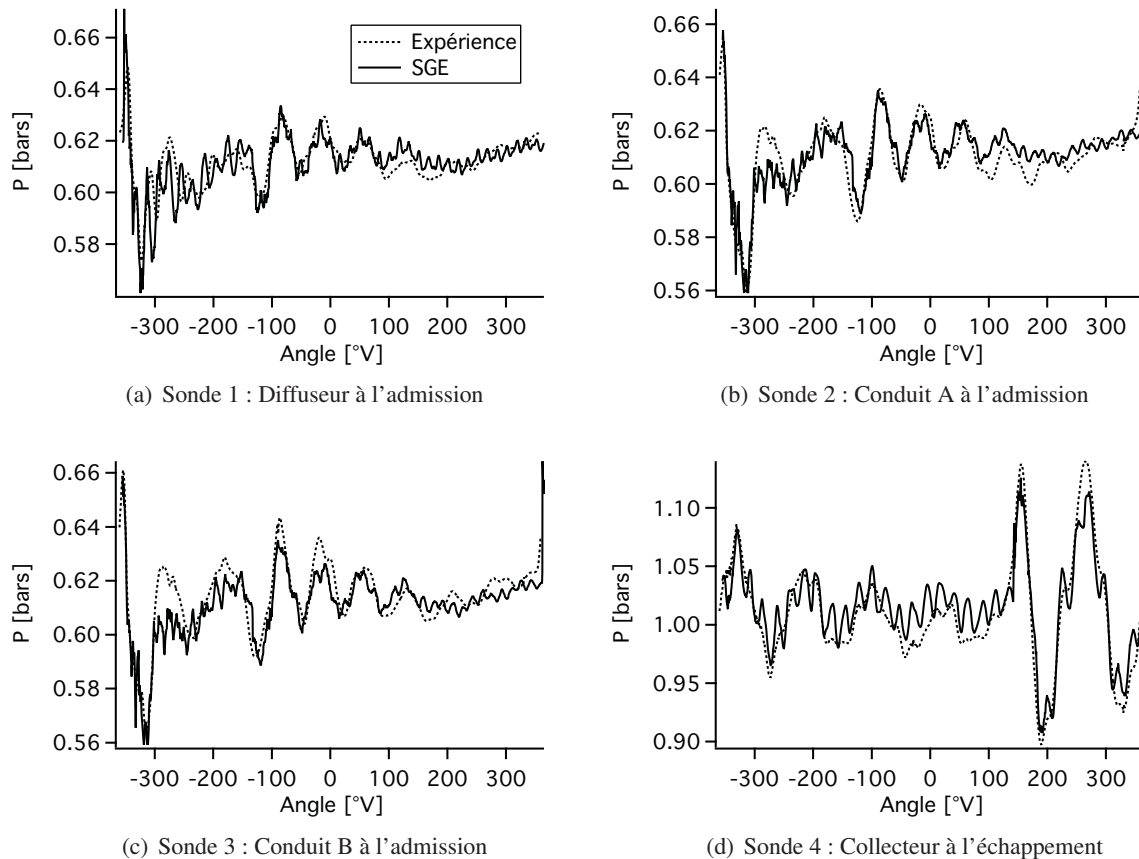 0.66
0.64
0.62
0.60
0.58
P [bars]
-300 -200 -100 0 100 200 300
Angle [°V]
Expérience
SGE
(a) Sonde 1 : Diffuseur à l'admission
0.66
0.64
0.62
0.60
0.58
0.56
P [bars]
-300 -200 -100 0 100 200 300
Angle [°V]
(b) Sonde 2 : Conduit A à l'admission
0.66
0.64
0.62
0.60
0.58
0.56
P [bars]
-300 -200 -100 0 100 200 300
Angle [°V]
(c) Sonde 3 : Conduit B à l'admission
1.10
1.05
1.00
0.95
0.90
P [bars]
-300 -200 -100 0 100 200 300
Angle [°V]
(d) Sonde 4 : Collecteur à l'échappement